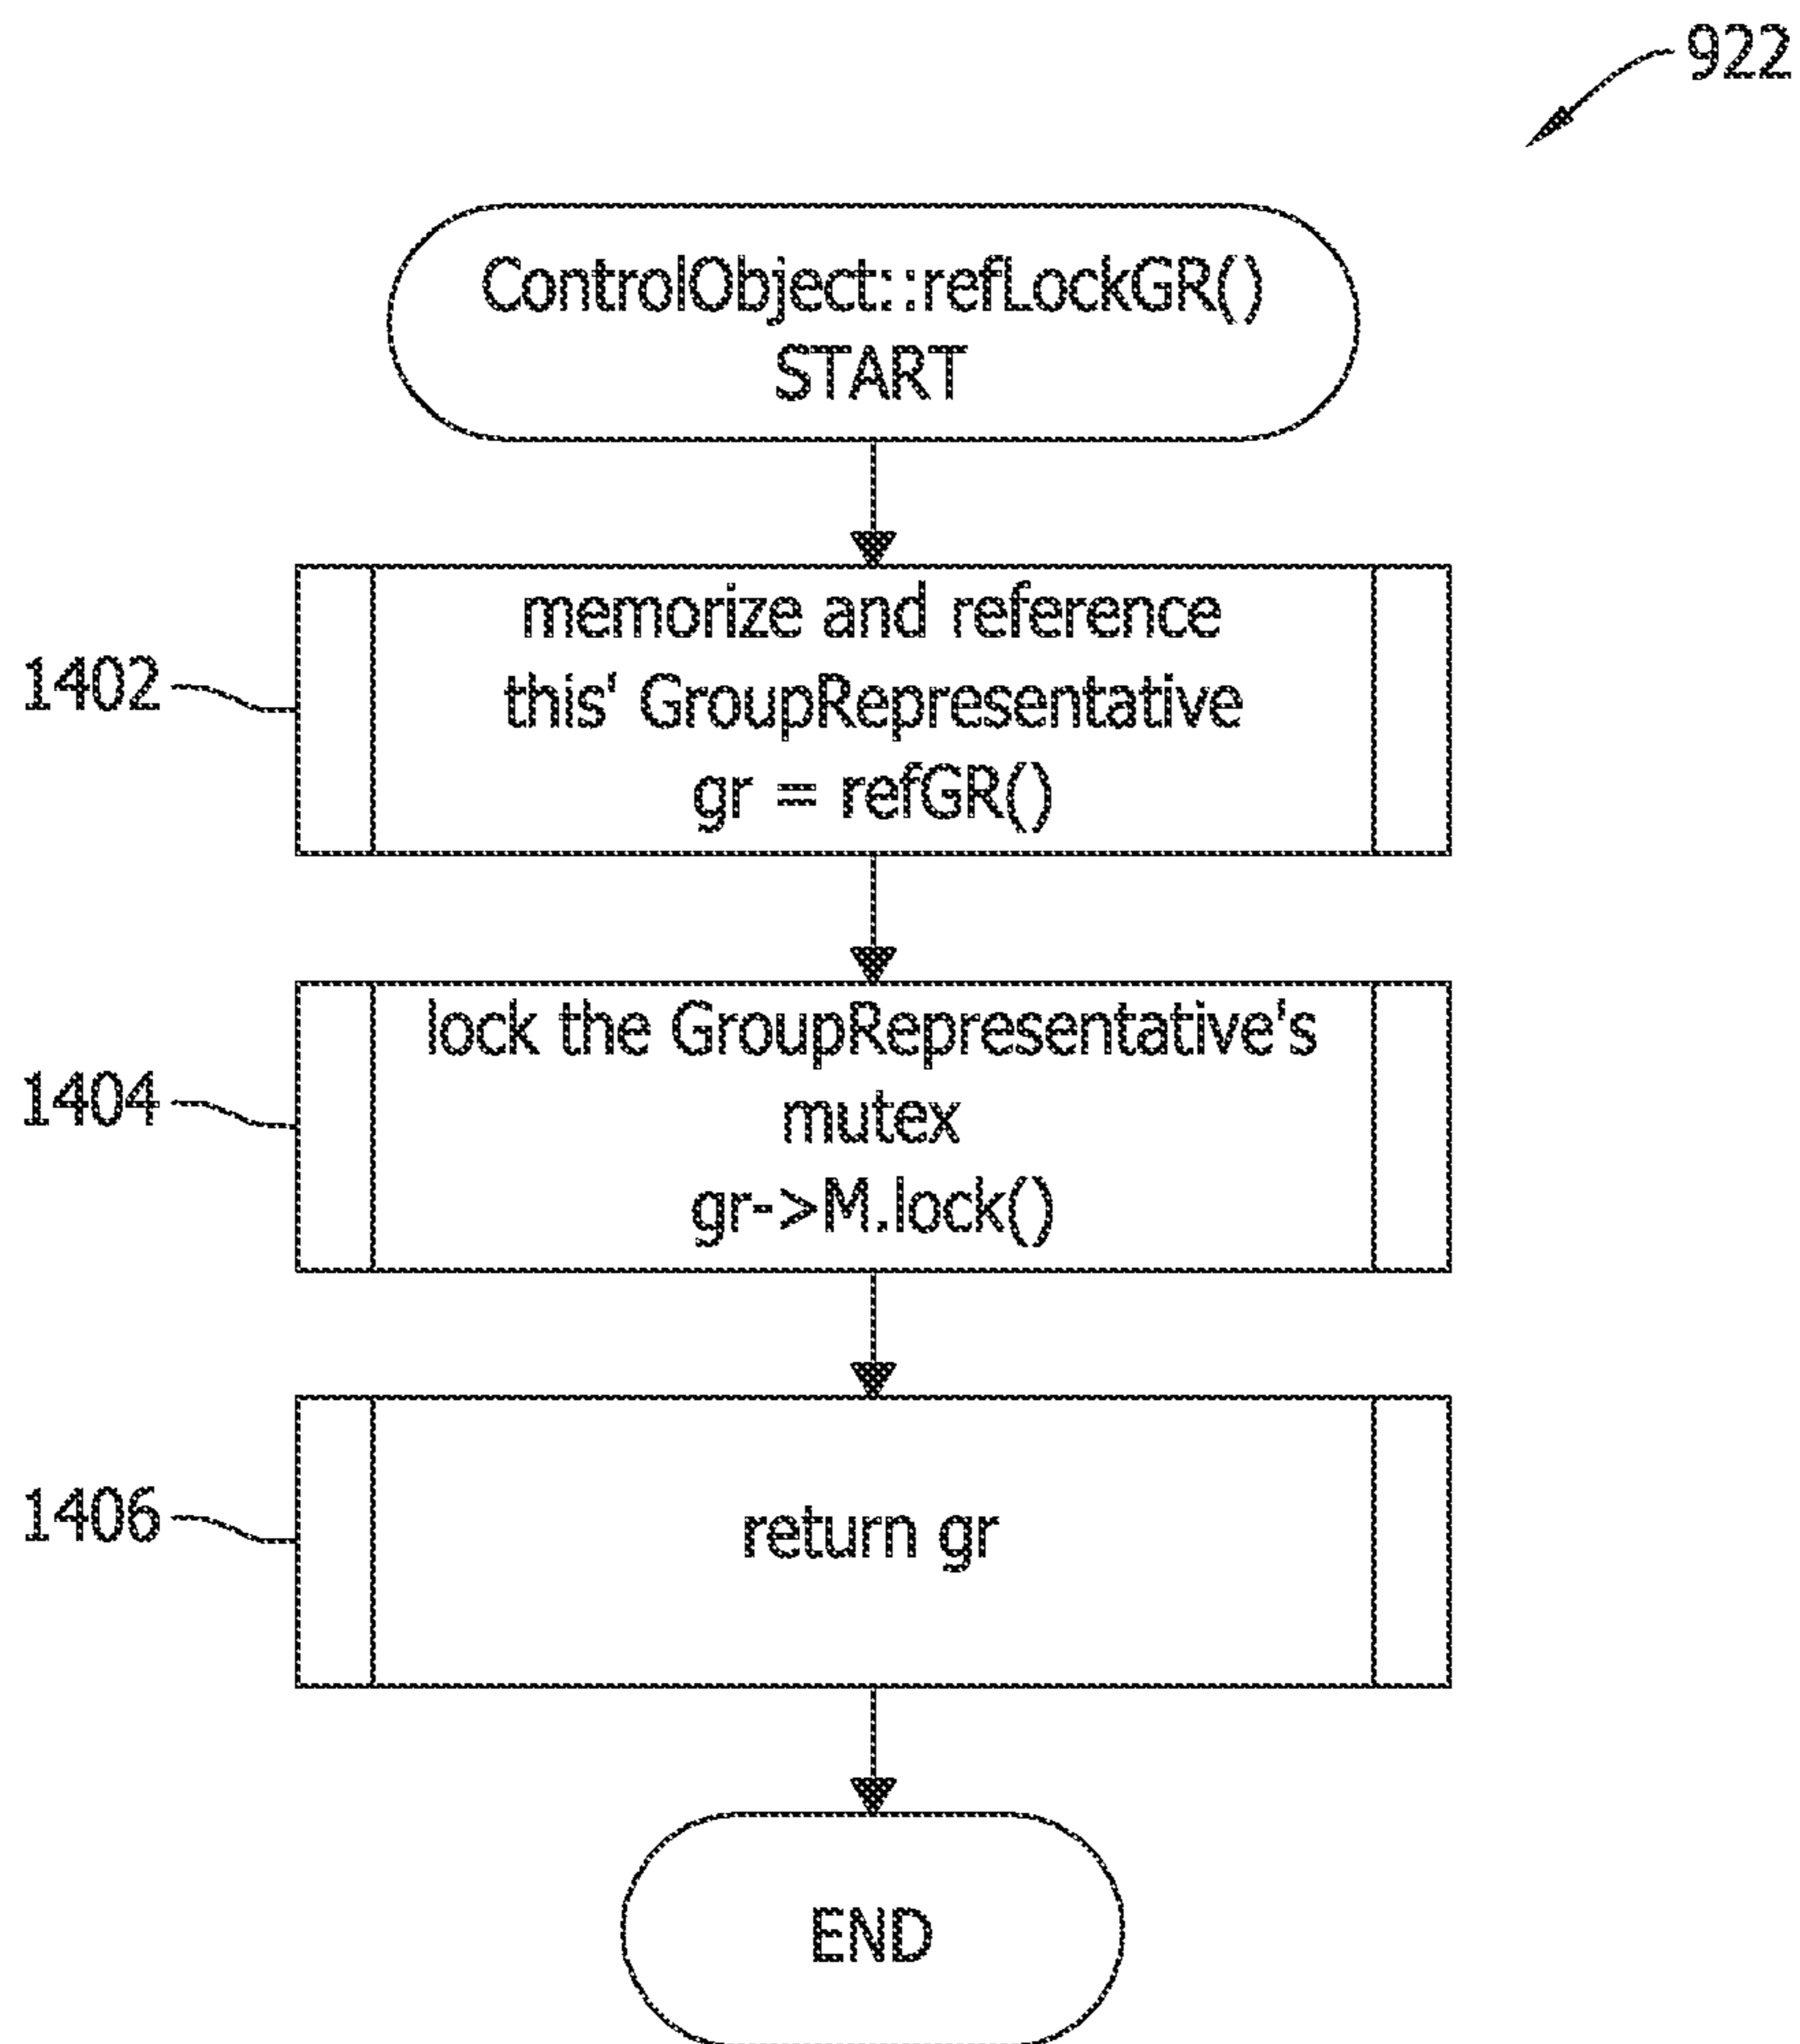 922
ControlObject::refLockGR()
START
memorize and reference
this' GroupRepresentative
gr = refGR()
1402
lock the GroupRepresentative's
mutex
gr->M.lock()
1404
return gr
1406
END